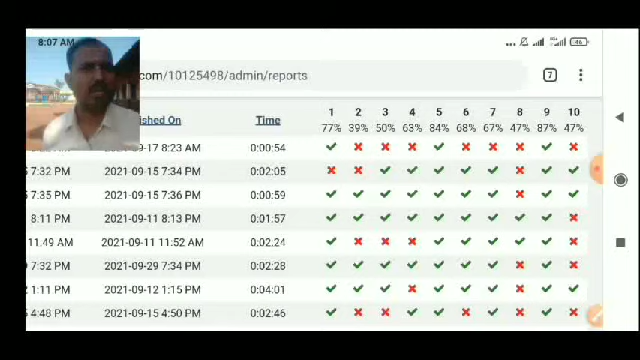 8:07 AM 46
com/10125498/admin/reports 7
ished On Time 1 2 3 4 5 6 7 8 9 10
77% 39% 50% 63% 84% 68% 67% 47% 87% 47%
2021-09-17 8:23 AM 0:00:54
7:32 PM 2021-09-15 7:34 PM 0:02:05
7:35 PM 2021-09-15 7:36 PM 0:00:59
8:11 PM 2021-09-11 8:13 PM 0:01:57
11:49 AM 2021-09-11 11:52 AM 0:02:24
7:32 PM 2021-09-29 7:34 PM 0:02:28
1:11 PM 2021-09-12 1:15 PM 0:04:01
4:48 PM 2021-09-15 4:50 PM 0:02:46